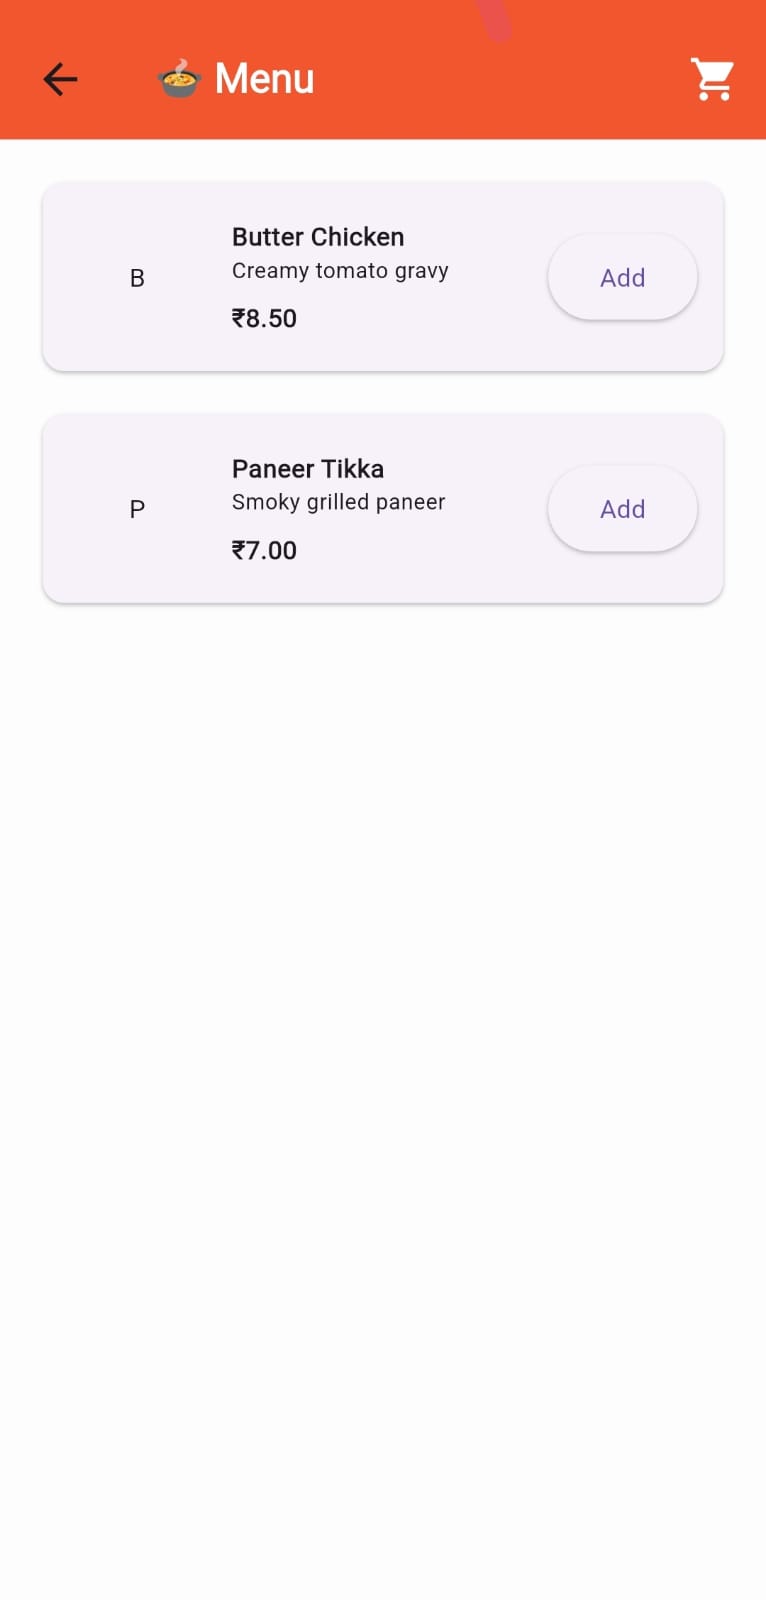 🍲 Menu
B
Butter Chicken
Creamy tomato gravy
₹8.50
Add
P
Paneer Tikka
Smoky grilled paneer
₹7.00
Add